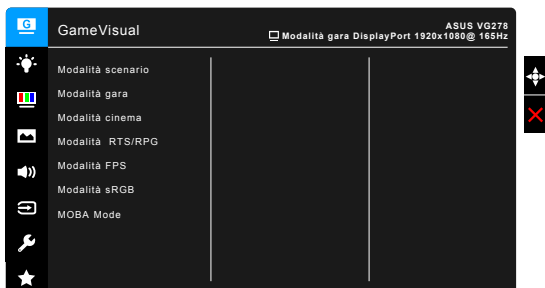 G
GameVisual
ASUS VG278
Modalità gara DisplayPort 1920x1080@ 165Hz
Modalità scenario
Modalità gara
Modalità cinema
Modalità RTS/RPG
Modalità FPS
Modalità sRGB
MOBA Mode